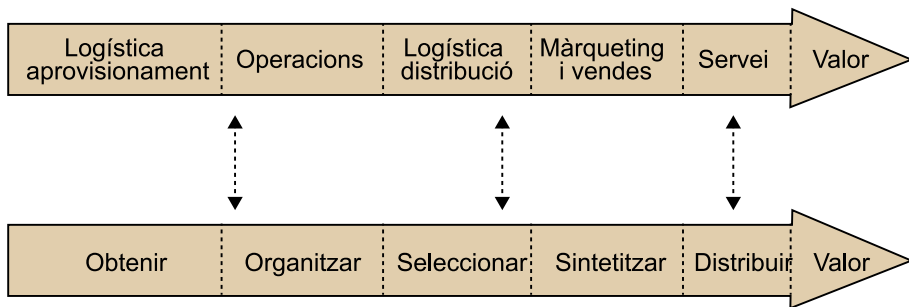 Logística
aprovisionament
Operacions
Logística
distribució
Màrqueting
i vendes
Servei
Valor
Obtenir
Organitzar
Seleccionar
Sintetitzar
Distribuir
Valor